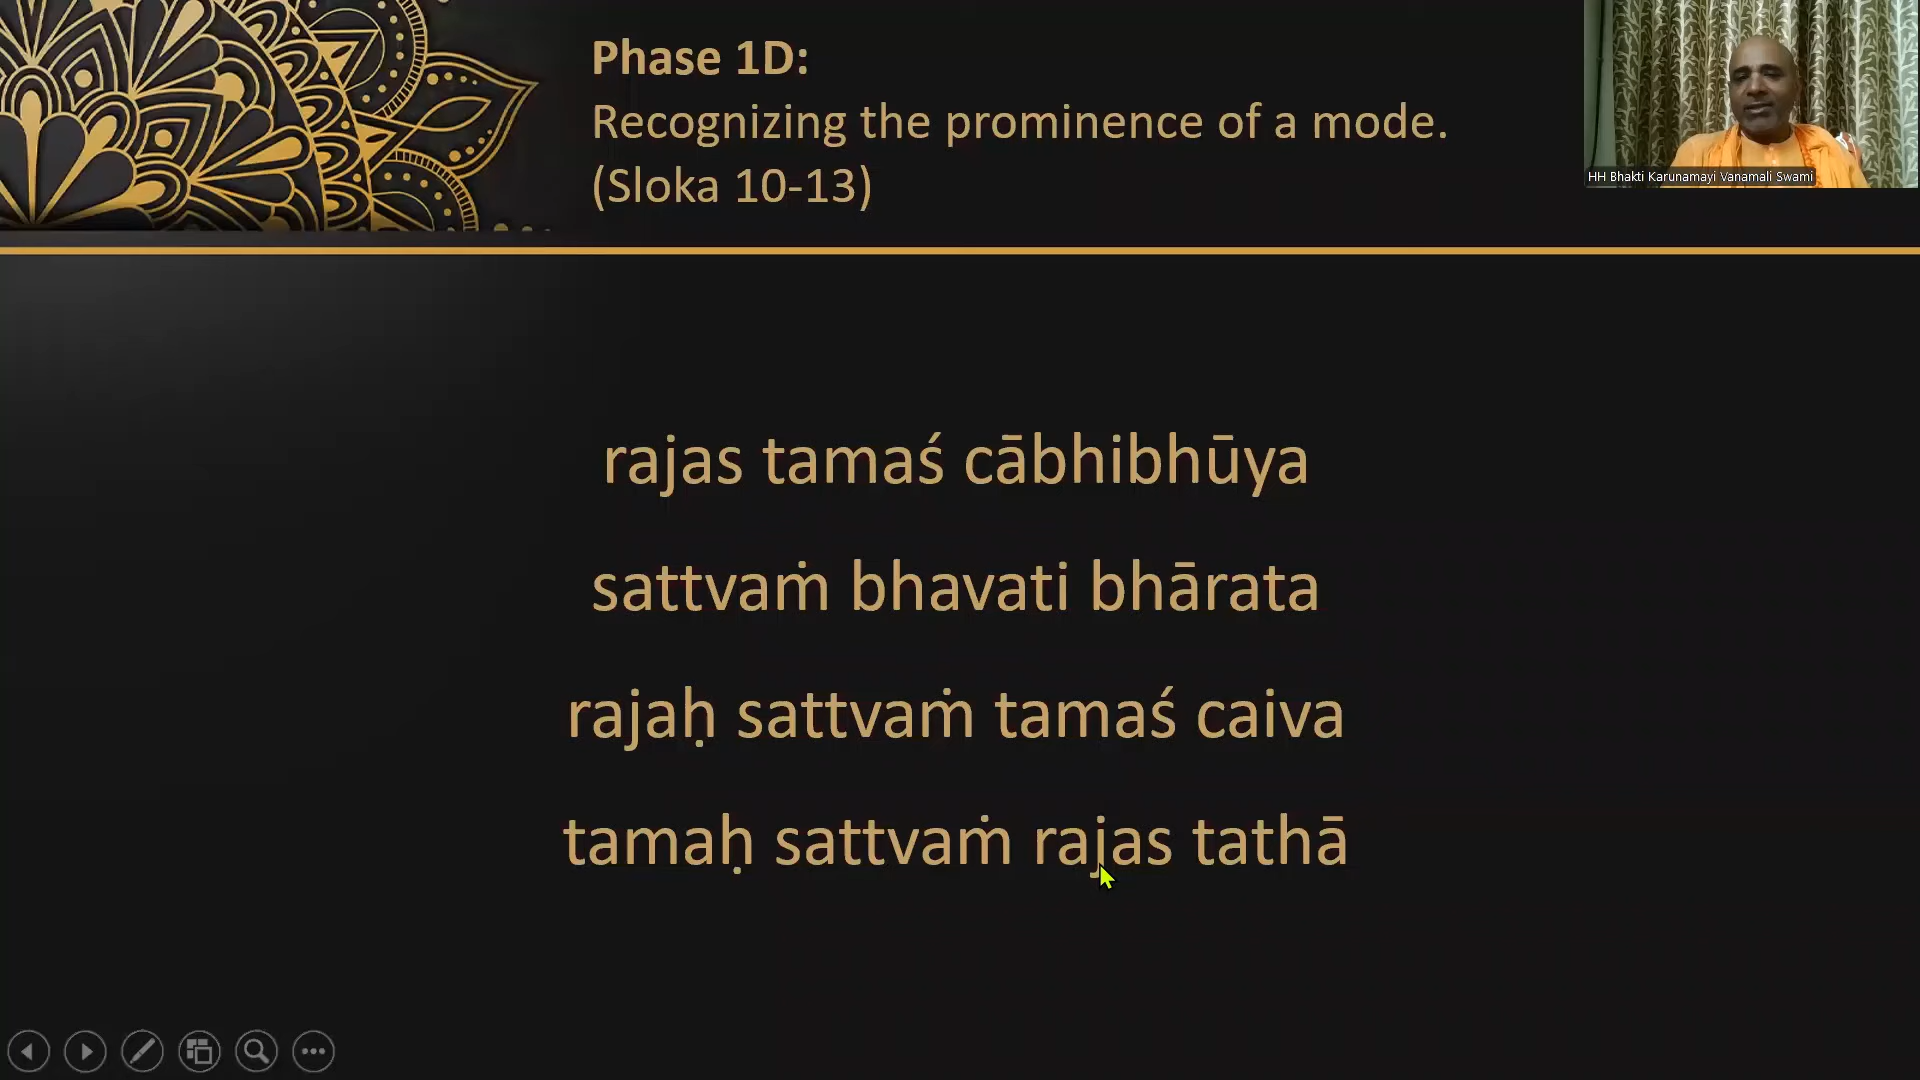 Phase 1D:
Recognizing the prominence of a mode.
(Sloka 10-13)
HH Bhakti Karunamayi Vanamali Swami
rajas tamaś cābhibhūya
sattvaṁ bhavati bhārata
rajaḥ sattvaṁ tamaś caiva
tamaḥ sattvaṁ rajas tathā